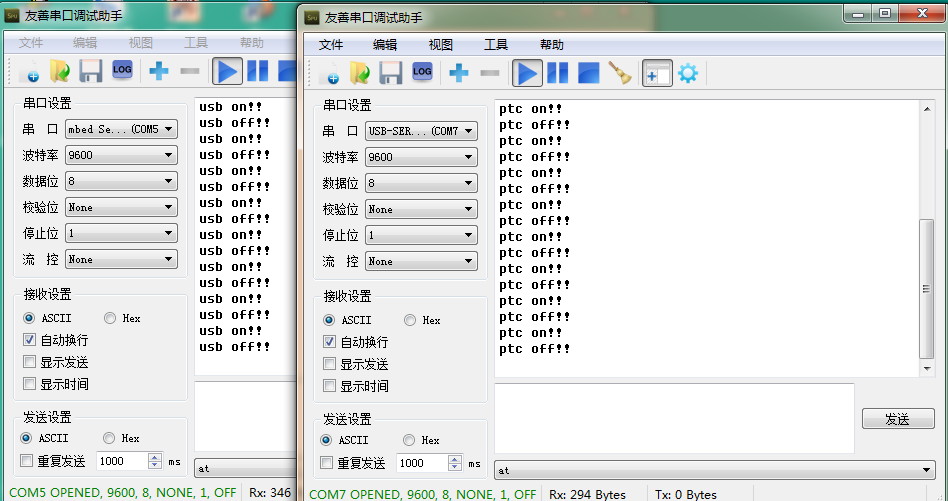 友善串口调试助手
文件 编辑 视图 工具 帮助
LOG
串口设置
串 口 mbed Se...(COM5
波特率 9600
数据位 8
校验位 None
停止位 1
流 控 None
接收设置
ASCII Hex
自动换行
显示发送
显示时间
发送设置
ASCII Hex
重复发送 1000 ms
usb on!!
usb off!!
usb on!!
usb off!!
usb on!!
usb off!!
usb on!!
usb off!!
usb on!!
usb off!!
usb on!!
usb off!!
usb on!!
usb off!!
usb on!!
usb off!!
at
COM5 OPENED, 9600, 8, NONE, 1, OFF Rx: 346
友善串口调试助手
文件 编辑 视图 工具 帮助
LOG
串口设置
串 口 USB-SER...(COM7
波特率 9600
数据位 8
校验位 None
停止位 1
流 控 None
接收设置
ASCII Hex
自动换行
显示发送
显示时间
发送设置
ASCII Hex
重复发送 1000 ms
ptc on!!
ptc off!!
ptc on!!
ptc off!!
ptc on!!
ptc off!!
ptc on!!
ptc off!!
ptc on!!
ptc off!!
ptc on!!
ptc off!!
ptc on!!
ptc off!!
ptc on!!
ptc off!!
发送
at
COM7 OPENED, 9600, 8, NONE, 1, OFF Rx: 294 Bytes Tx: 0 Bytes